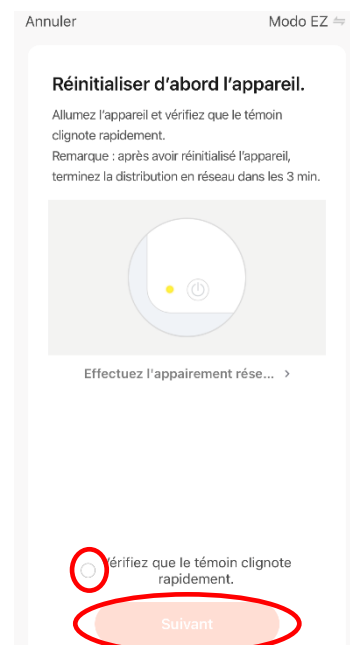 Annuler
Modo EZ
Réinitialiser d'abord l'appareil.
Allumez l'appareil et vérifiez que le témoin
clignote rapidement.
Remarque : après avoir réinitialisé l'appareil,
terminez la distribution en réseau dans les 3 min.
Effectuez l'appairement rése...
Vérifiez que le témoin clignote
rapidement.
Suivant